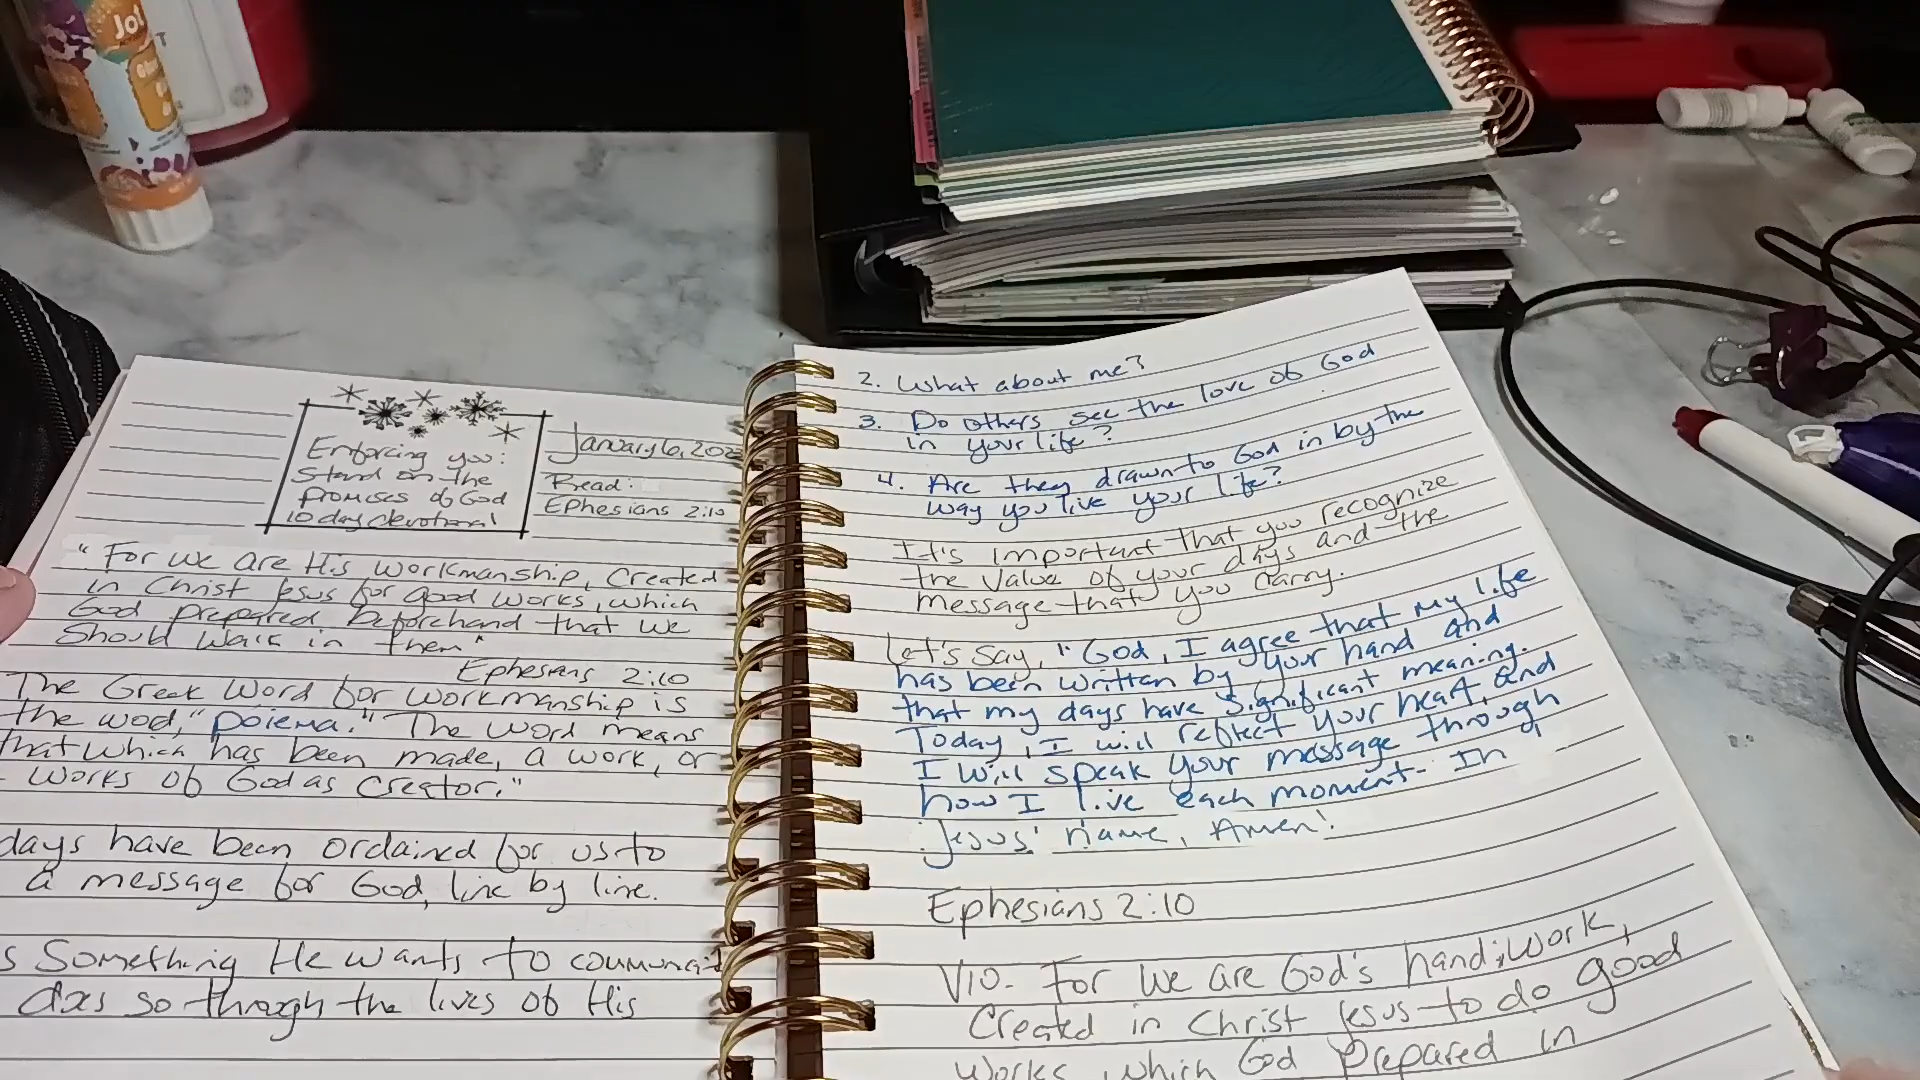 Jot
Enforcing you:
Stand on the
promises of God
10 day devotional
January 6, 202
Read:
Ephesians 2:10
"For we are His workmanship, created
in Christ Jesus for good works, which
God prepared beforehand that we
should walk in them"
Ephesians 2:10
The Greek word for workmanship is
the wod, "poiema." The word means
that which has been made, a work, or
works of God as Creator."
days have been ordained for us to
a message for God, line by line.
s something He wants to communicat
does so through the lives of His
2. What about me?
3. Do others see the love of God
in your life?
4. Are they drawn to God in by the
way you live your life?
It's important that you recognize
the value of your days and the
message that you carry.
Let's say, "God, I agree that my life
has been written by your hand and
that my days have significant meaning.
Today, I will reflect your heart, and
I will speak your message through
how I live each moment. In
Jesus' name, Amen!
Ephesians 2:10
V10- For we are God's handiwork,
Created in Christ Jesus to do good
works, which God prepared in